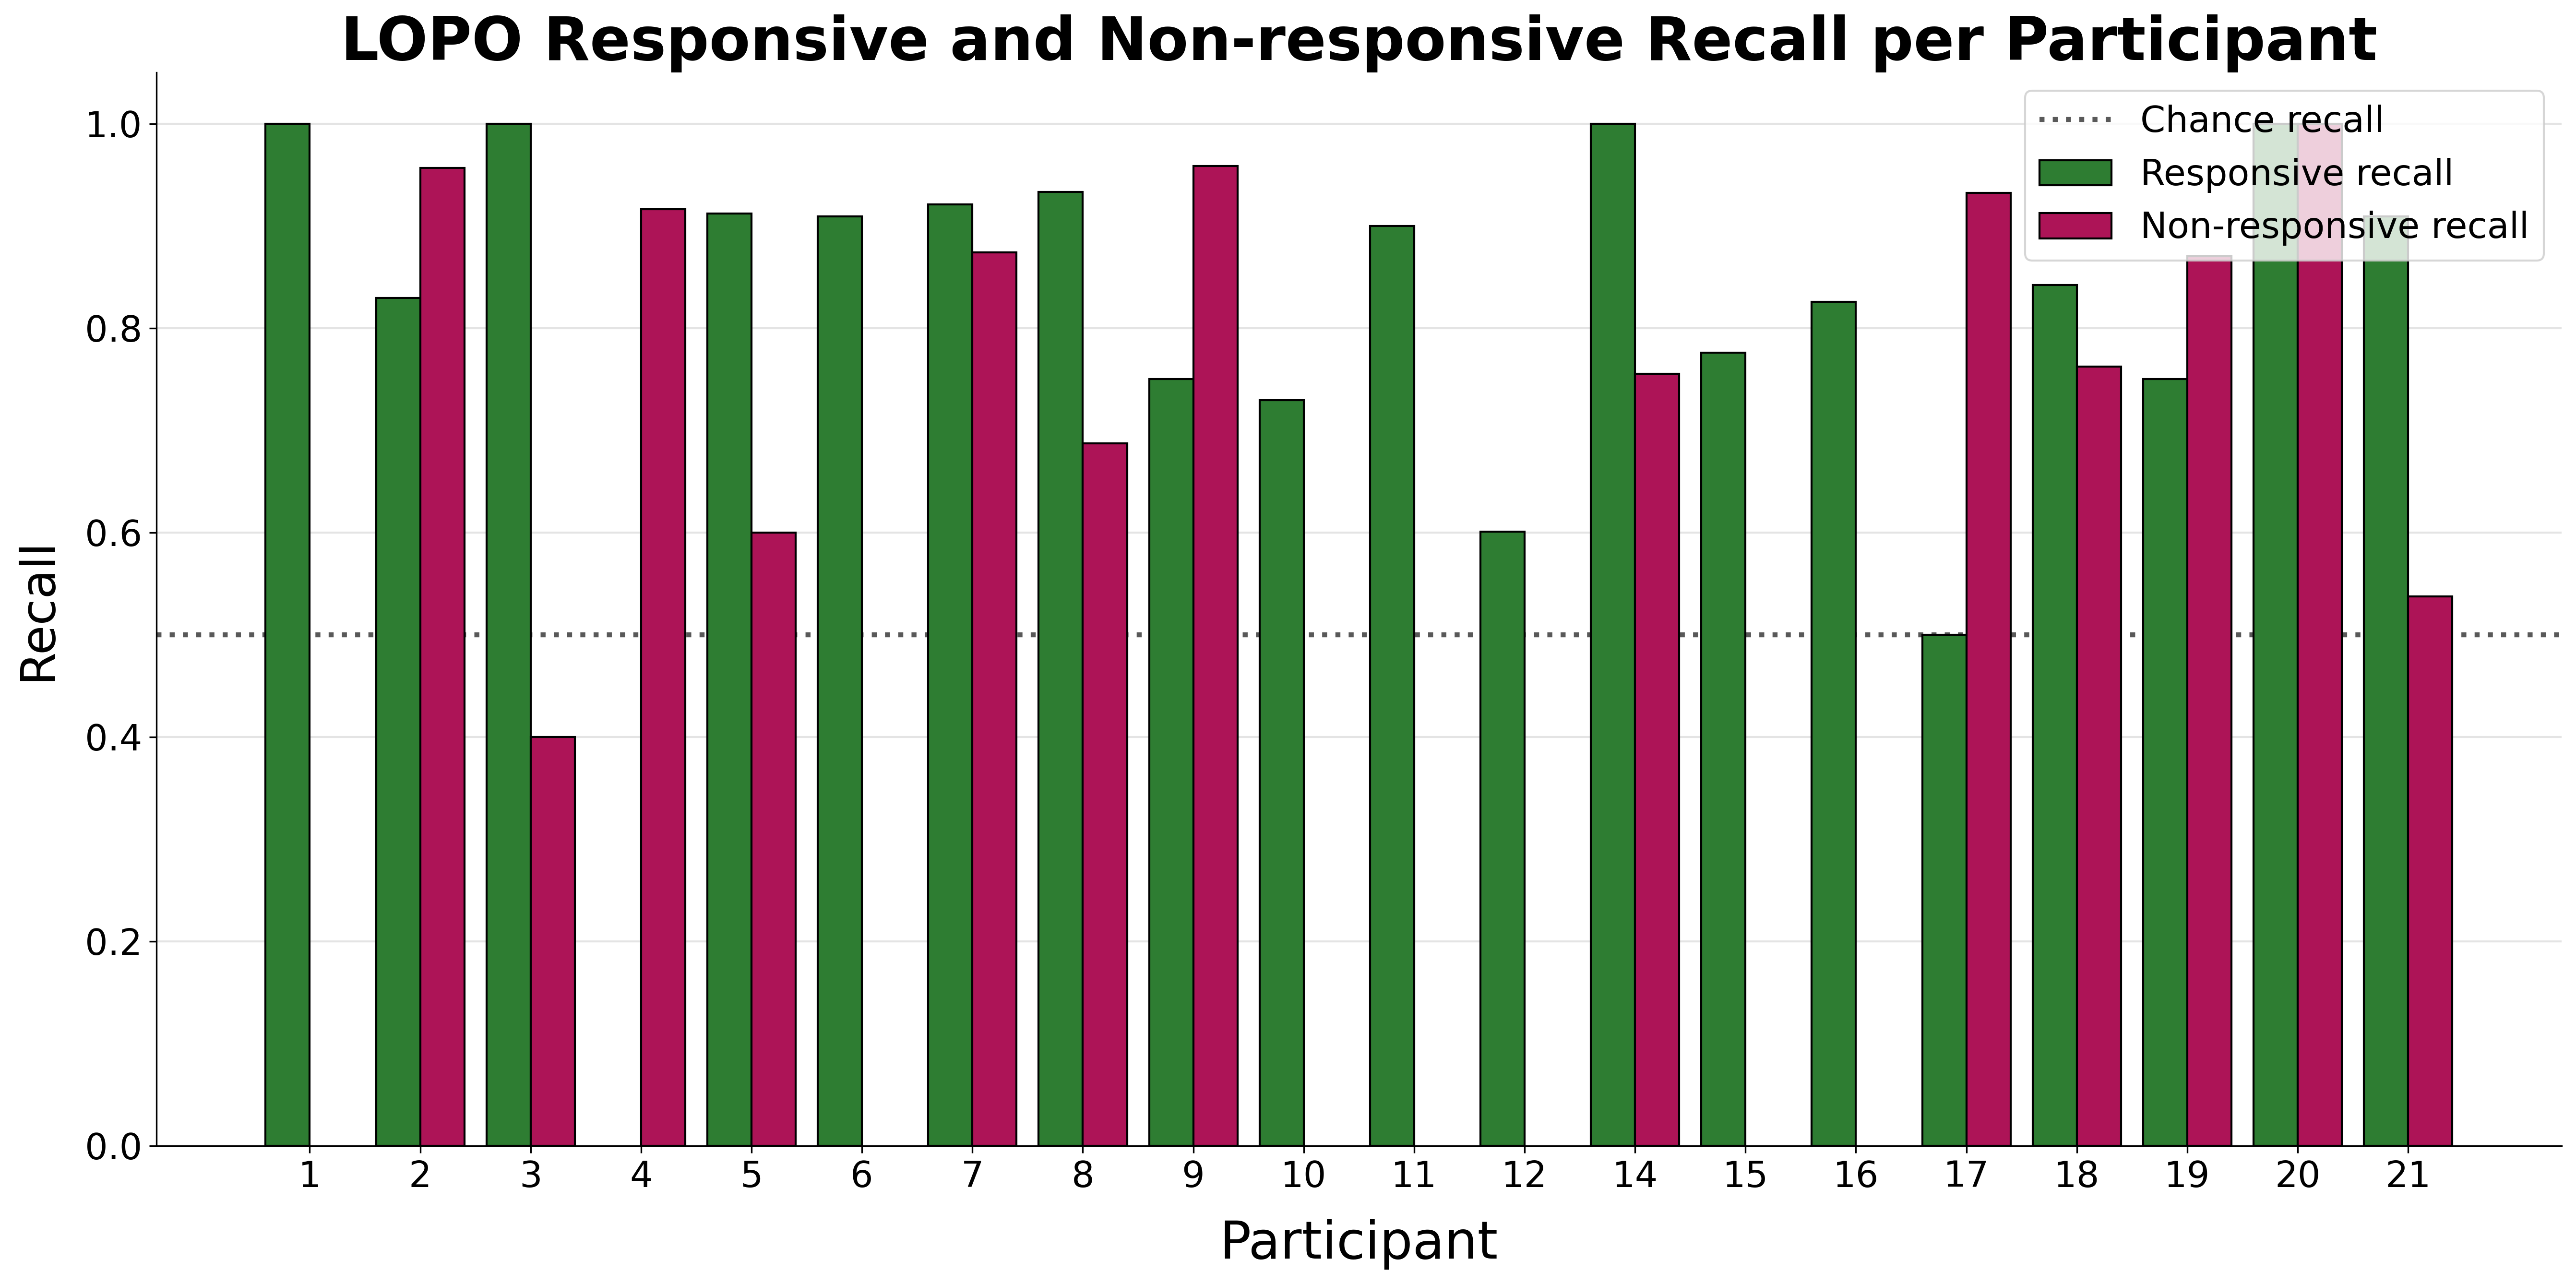 LOPO Responsive and Non-responsive Recall per Participant
Chance recall
Responsive recall
Non-responsive recall
1.0
0.8
0.6
0.4
0.2
0.0
Recall
1 2 3 4 5 6 7 8 9 10 11 12 14 15 16 17 18 19 20 21
Participant